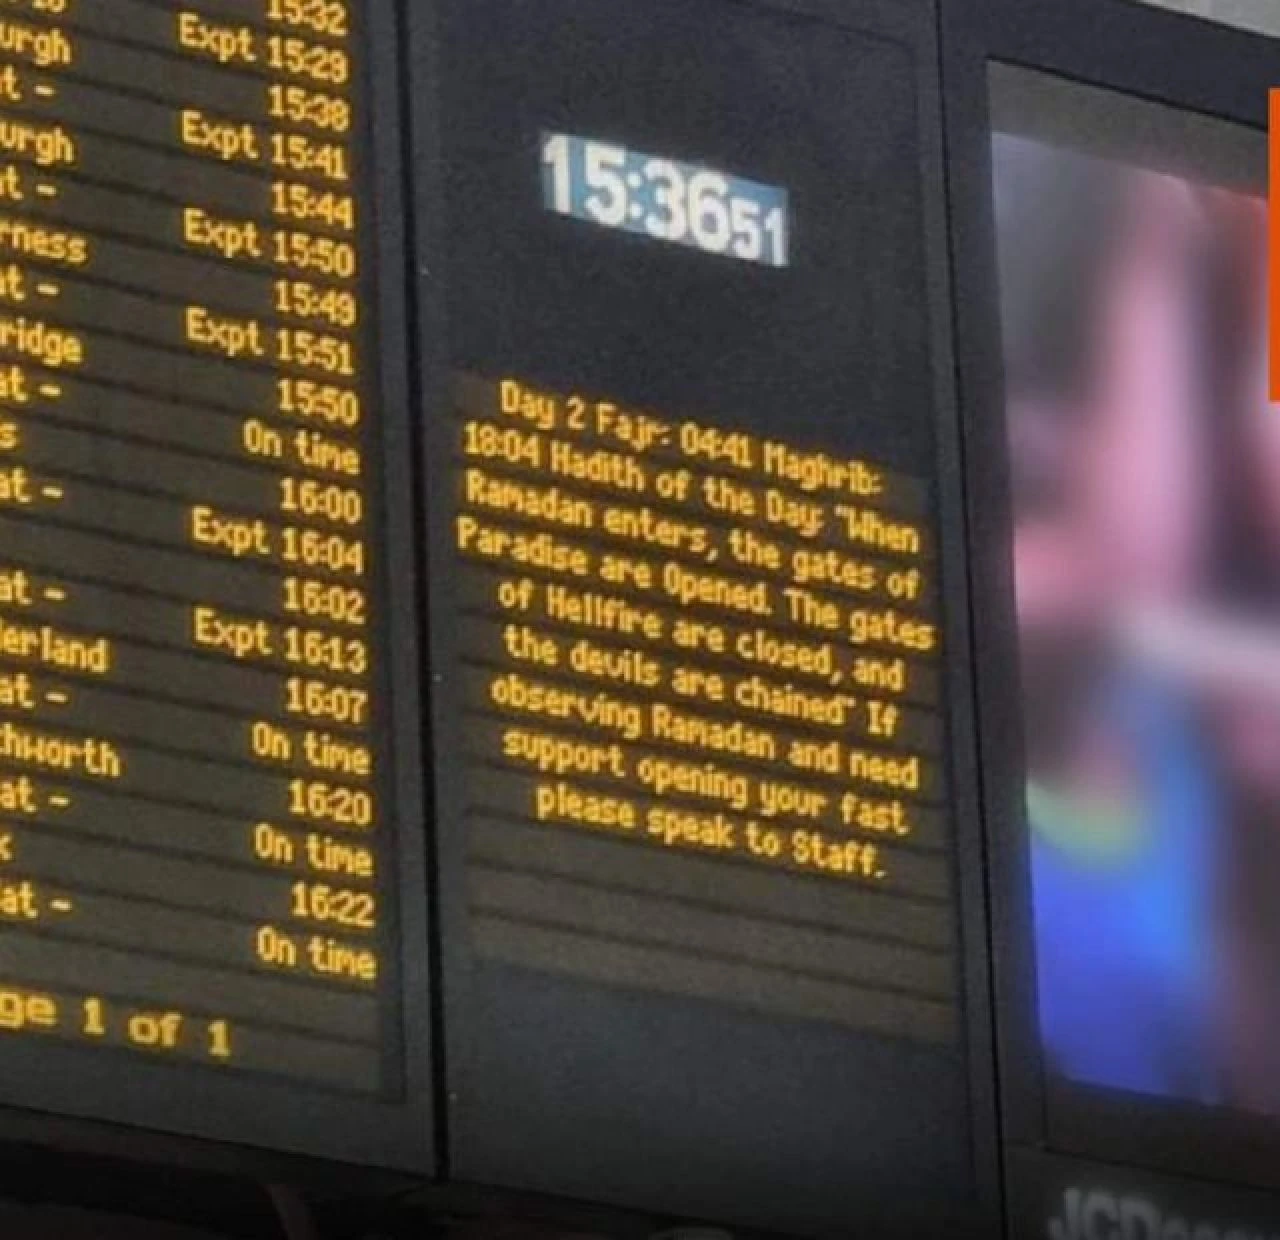 15:32
urgh Expt 15:29
t - 15:38
urgh Expt 15:41
t - 15:44
rness Expt 15:50
at - 15:49
ridge Expt 15:51
at - 15:50
s On time
at - 16:00
Expt 16:04
at - 16:02
erland Expt 16:13
at - 16:07
chworth On time
at - 16:20
On time
at - 16:22
On time
ge 1 of 1
15:36 51
Day 2 Fajr: 04:41 Maghrib:
18:04 Hadith of the Day: "When
Ramadan enters, the gates of
Paradise are Opened. The gates
of Hellfire are closed, and
the devils are chained" If
observing Ramadan and need
support opening your fast
please speak to Staff.